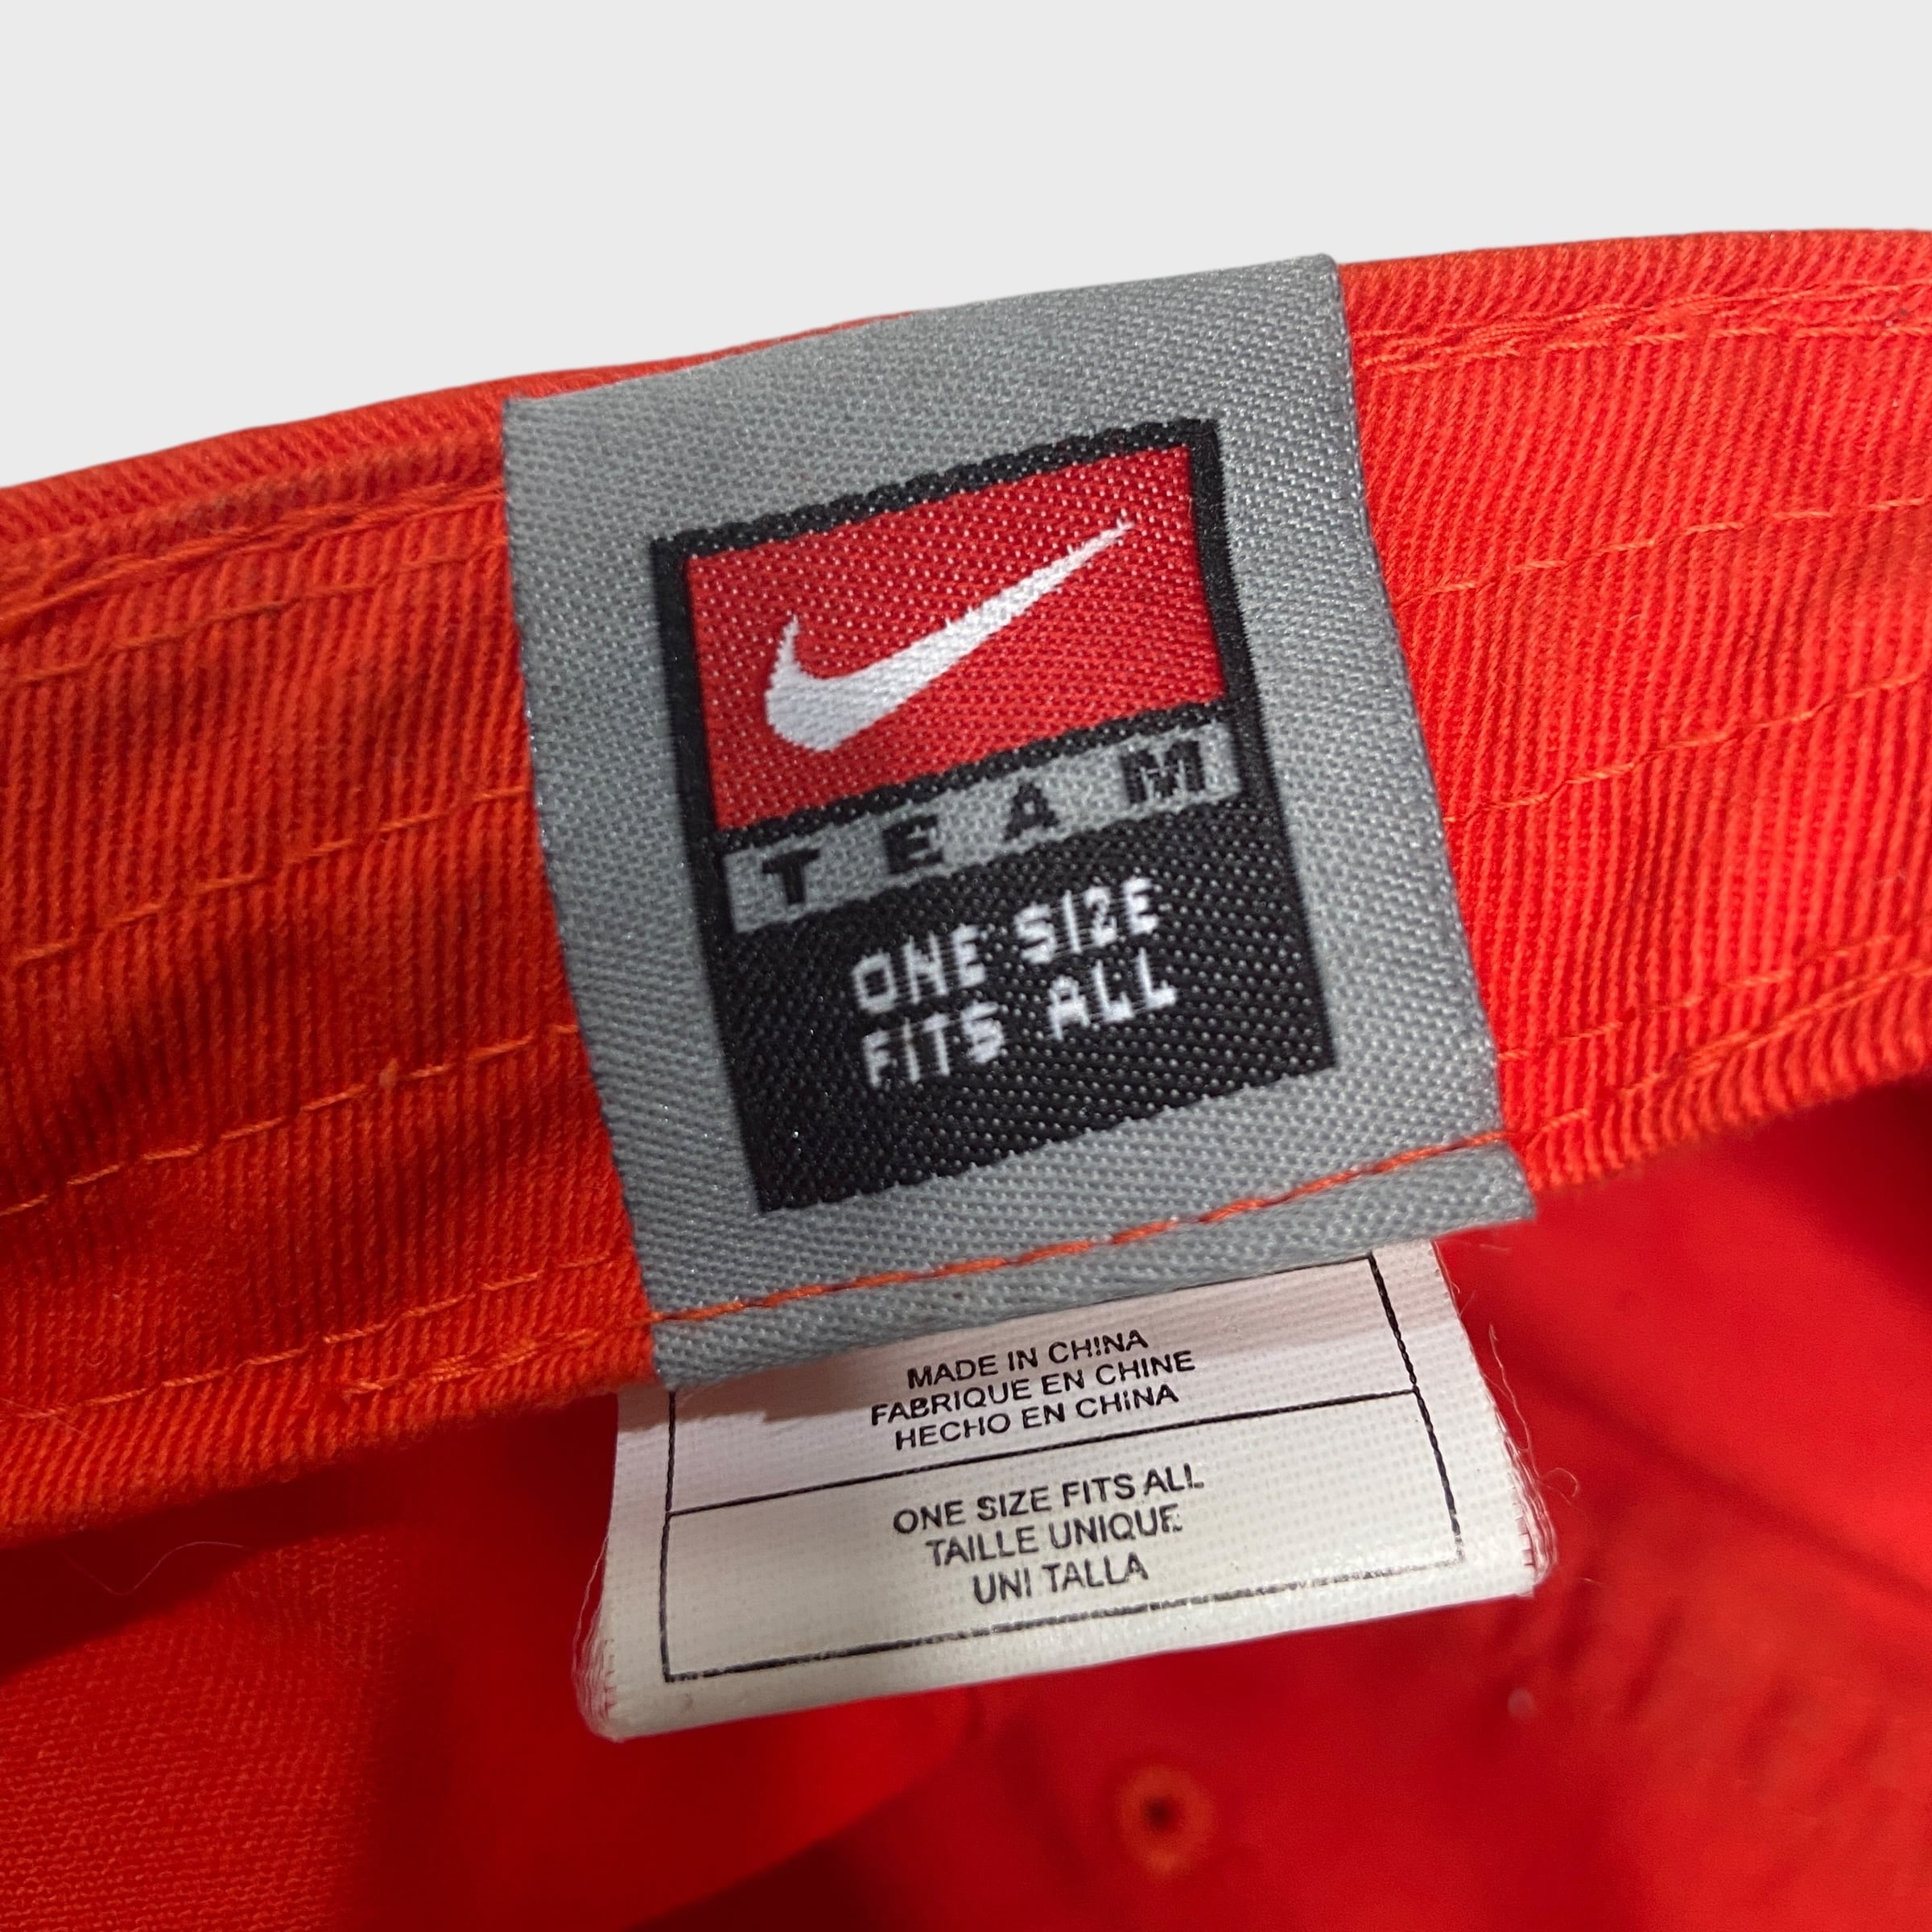 TEAM
ONE SIZE
FITS ALL
MADE IN CHINA
FABRIQUE EN CHINE
HECHO EN CHINA
ONE SIZE FITS ALL
TAILLE UNIQUE
UNI TALLA